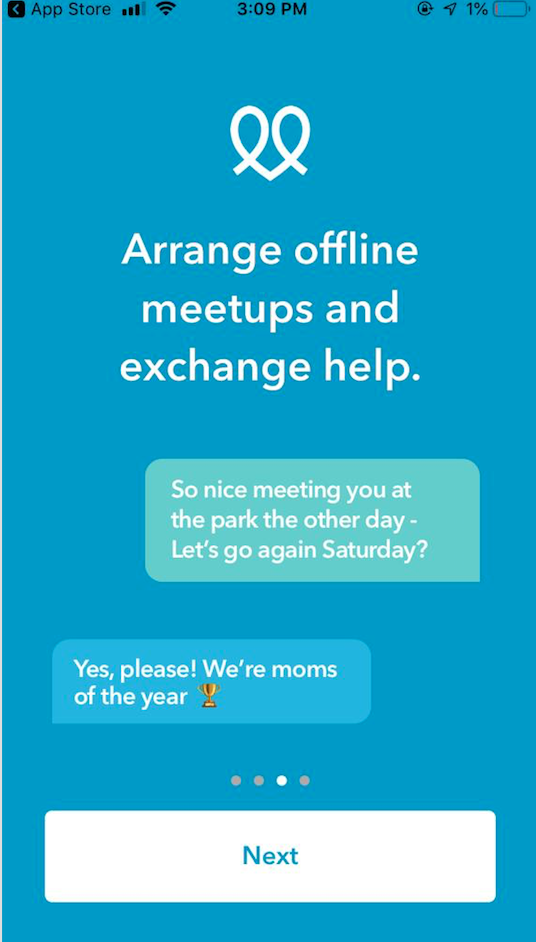 App Store
3:09 PM
1%
Arrange offline
meetups and
exchange help.
So nice meeting you at
the park the other day -
Let's go again Saturday?
Yes, please! We're moms
of the year 🏆
Next